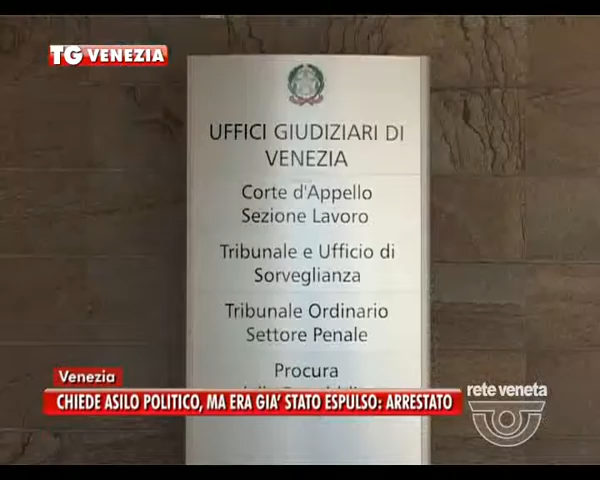 TG VENEZIA
UFFICI GIUDIZIARI DI
VENEZIA
Corte d'Appello
Sezione Lavoro
Tribunale e Ufficio di
Sorveglianza
Tribunale Ordinario
Settore Penale
Procura
Venezia
CHIEDE ASILO POLITICO, MA ERA GIA' STATO ESPULSO: ARRESTATO
rete veneta